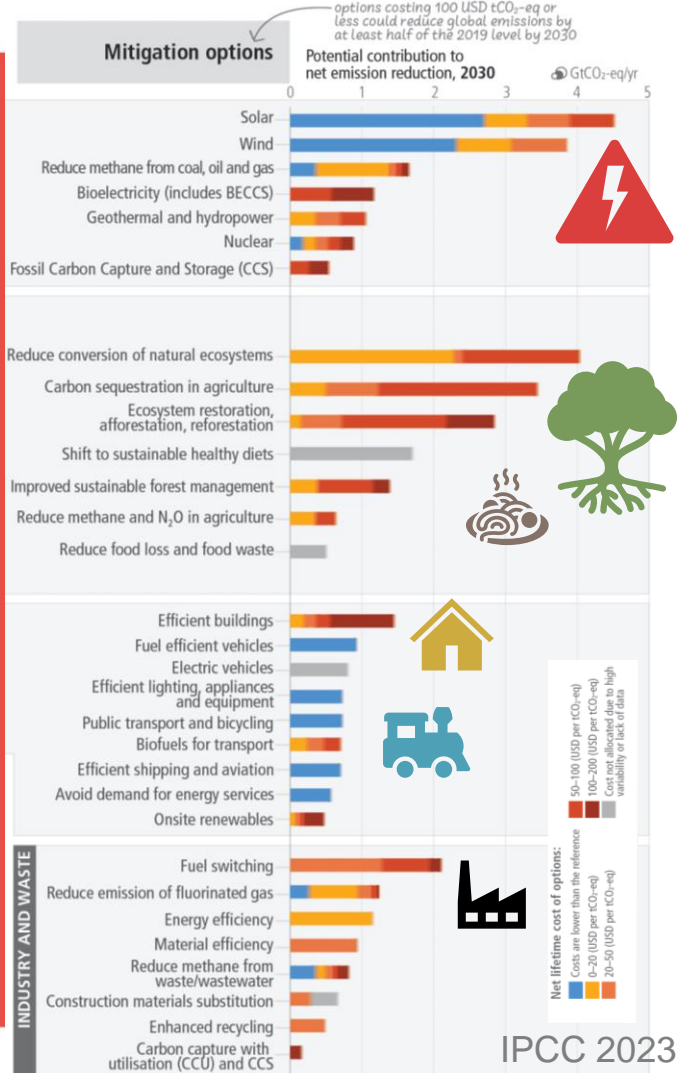 options costing 100 USD tCO₂-eq or
less could reduce global emissions by
at least half of the 2019 level by 2030
Mitigation options
Potential contribution to
net emission reduction, 2030
GtCO₂-eq/yr
0 1 2 3 4 5
Solar
Wind
Reduce methane from coal, oil and gas
Bioelectricity (includes BECCS)
Geothermal and hydropower
Nuclear
Fossil Carbon Capture and Storage (CCS)
Reduce conversion of natural ecosystems
Carbon sequestration in agriculture
Ecosystem restoration,
afforestation, reforestation
Shift to sustainable healthy diets
Improved sustainable forest management
Reduce methane and N₂O in agriculture
Reduce food loss and food waste
Efficient buildings
Fuel efficient vehicles
Electric vehicles
Efficient lighting, appliances
and equipment
Public transport and bicycling
Biofuels for transport
Efficient shipping and aviation
Avoid demand for energy services
Onsite renewables
INDUSTRY AND WASTE
Fuel switching
Reduce emission of fluorinated gas
Energy efficiency
Material efficiency
Reduce methane from
waste/wastewater
Construction materials substitution
Enhanced recycling
Carbon capture with
utilisation (CCU) and CCS
Net lifetime cost of options:
Costs are lower than the reference
0–20 (USD per tCO₂-eq)
20–50 (USD per tCO₂-eq)
50–100 (USD per tCO₂-eq)
100–200 (USD per tCO₂-eq)
Cost not allocated due to high
variability or lack of data
IPCC 2023